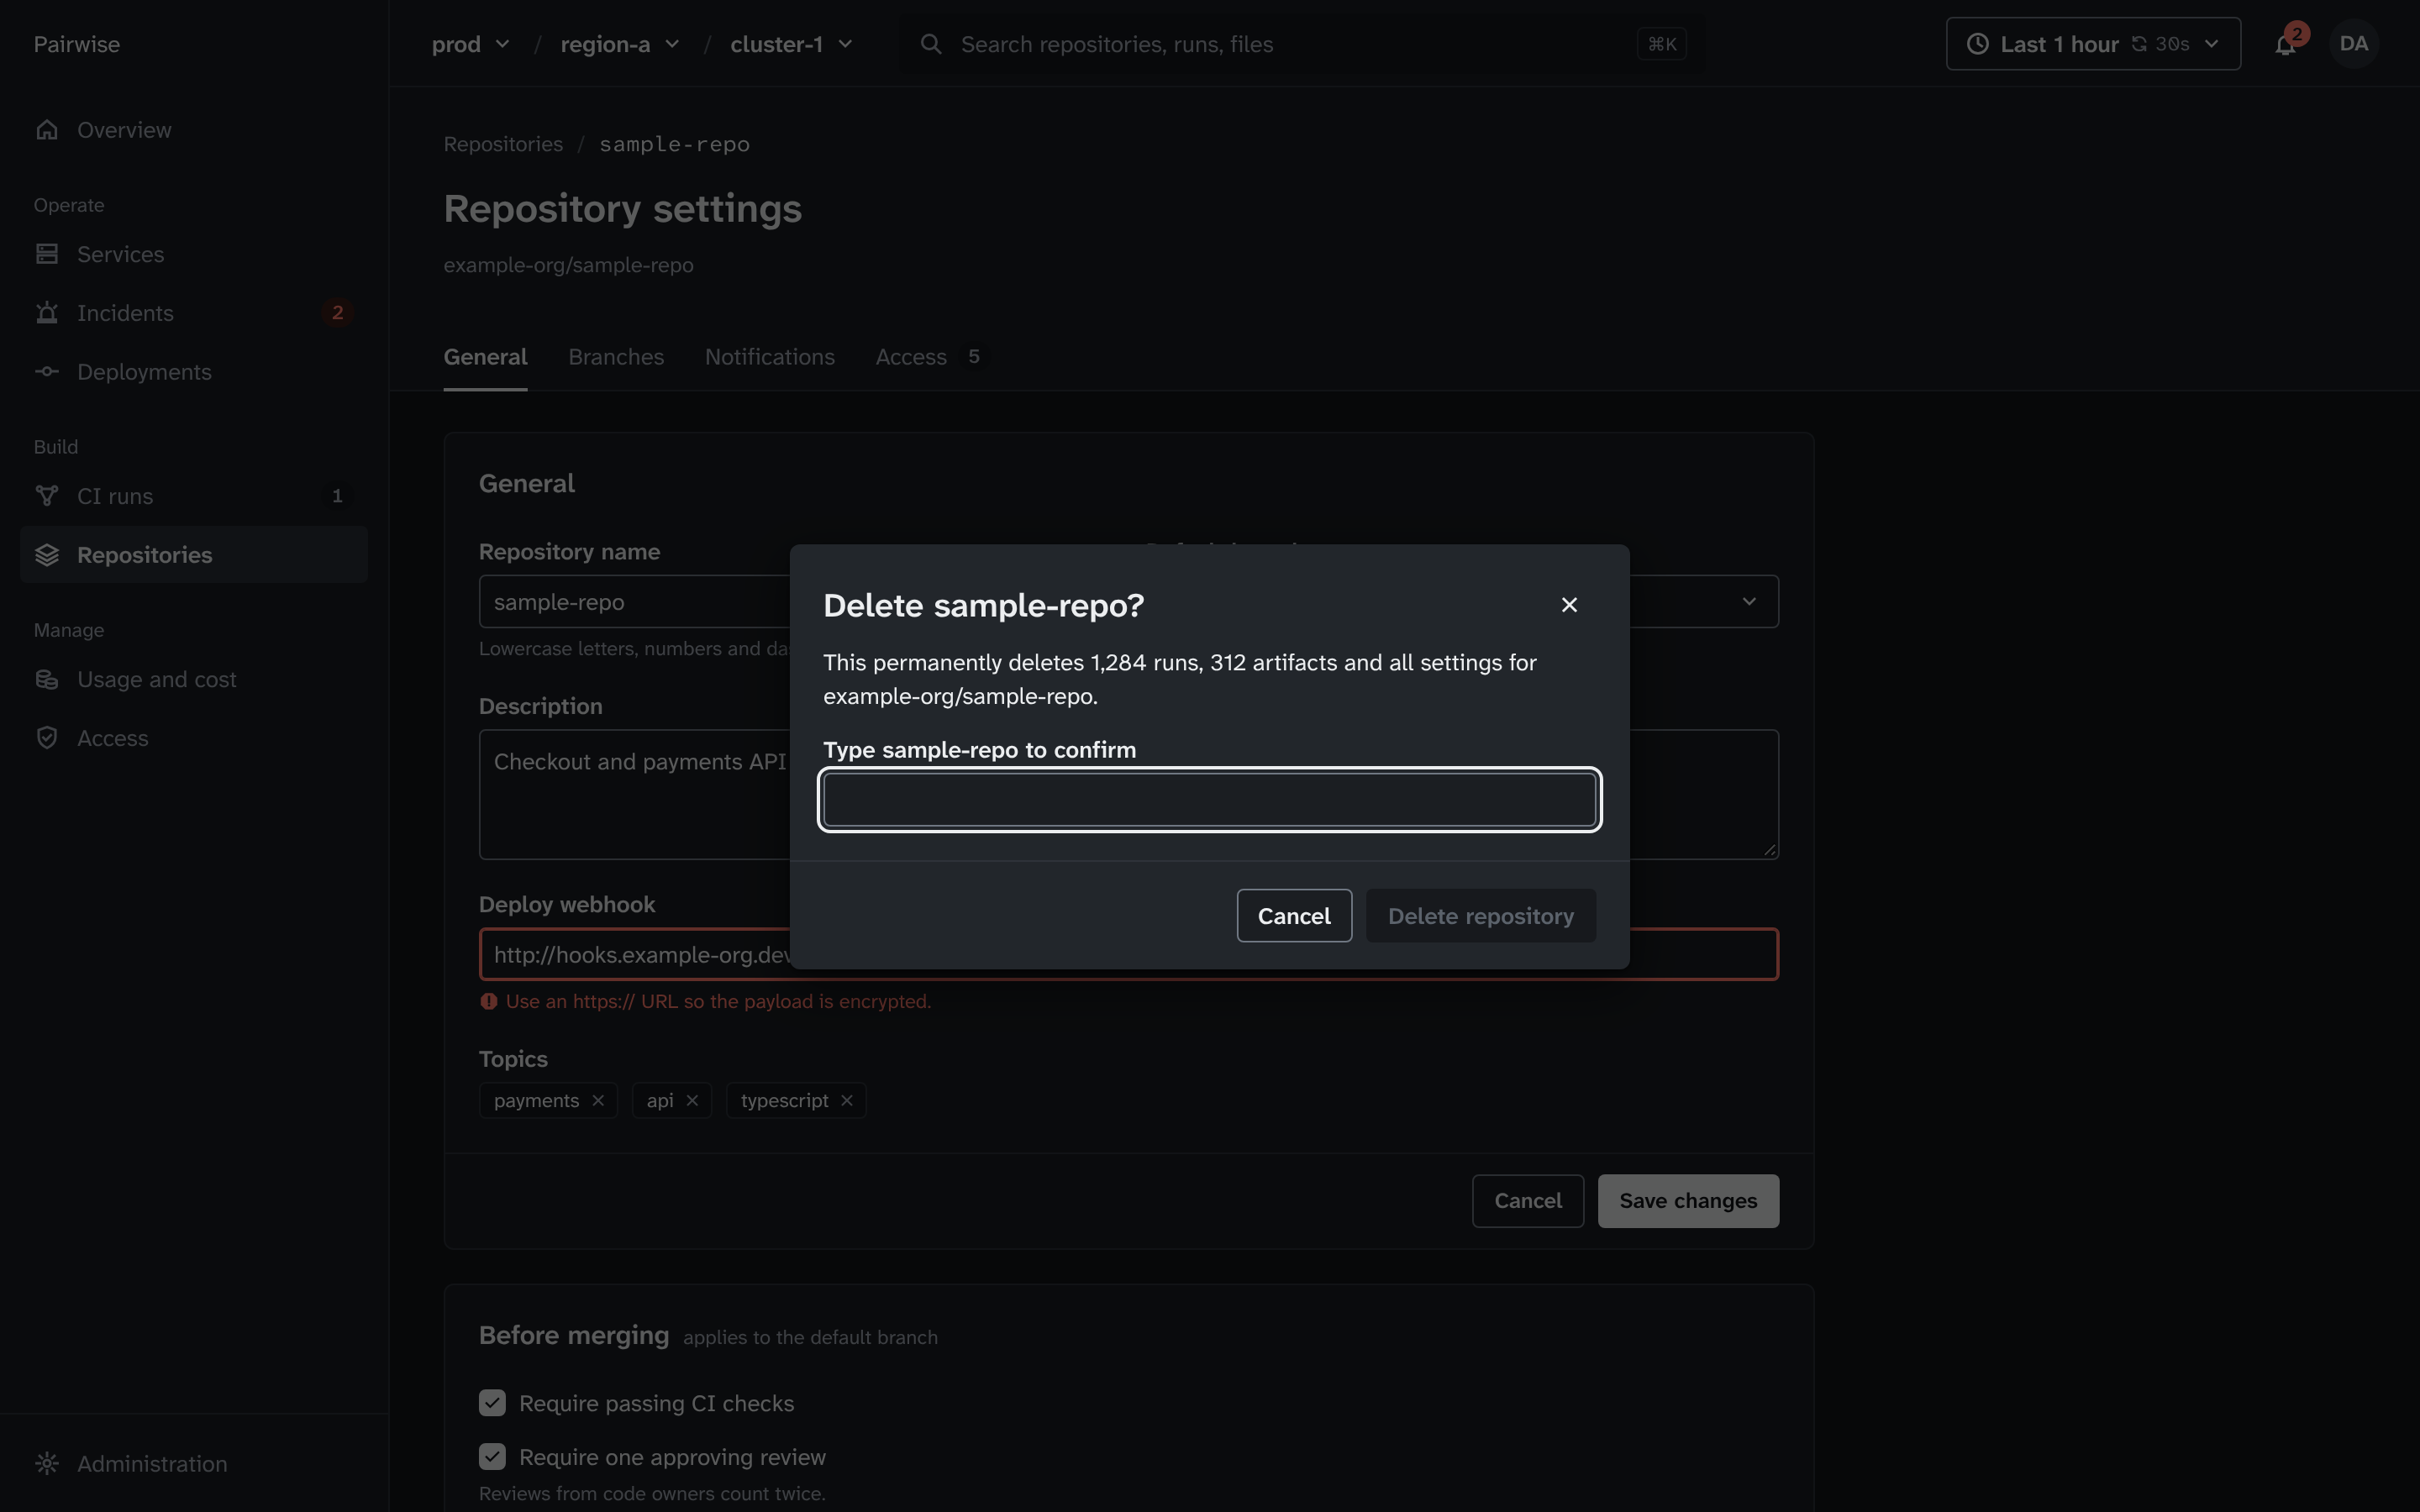 Pairwise
prod / region-a / cluster-1
Search repositories, runs, files ⌘K
Last 1 hour 30s
2
DA
Overview
Operate
Services
Incidents 2
Deployments
Build
CI runs 1
Repositories
Manage
Usage and cost
Access
Administration
Repositories / sample-repo
Repository settings
example-org/sample-repo
General Branches Notifications Access 5
General
Repository name
sample-repo
Lowercase letters, numbers and
Description
Checkout and payments API
Deploy webhook
http://hooks.example-org.dev
Use an https:// URL so the payload is encrypted.
Topics
payments api typescript
Cancel Save changes
Before merging applies to the default branch
Require passing CI checks
Require one approving review
Reviews from code owners count twice.
Delete sample-repo?
This permanently deletes 1,284 runs, 312 artifacts and all settings for
example-org/sample-repo.
Type sample-repo to confirm
Cancel Delete repository